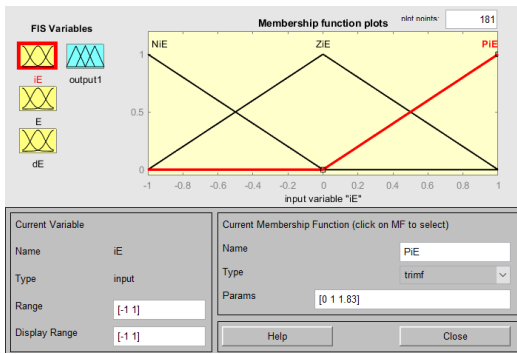 FIS Variables
Membership function plots
plot points:
181
NiE
ZiE
PiE
iE
output1
E
dE
1
0.5
0
-1 -0.8 -0.6 -0.4 -0.2 0 0.2 0.4 0.6 0.8 1
input variable "iE"
Current Variable
Name iE
Type input
Range [-1 1]
Display Range [-1 1]
Current Membership Function (click on MF to select)
Name PiE
Type trimf
Params [0 1 1.83]
Help
Close